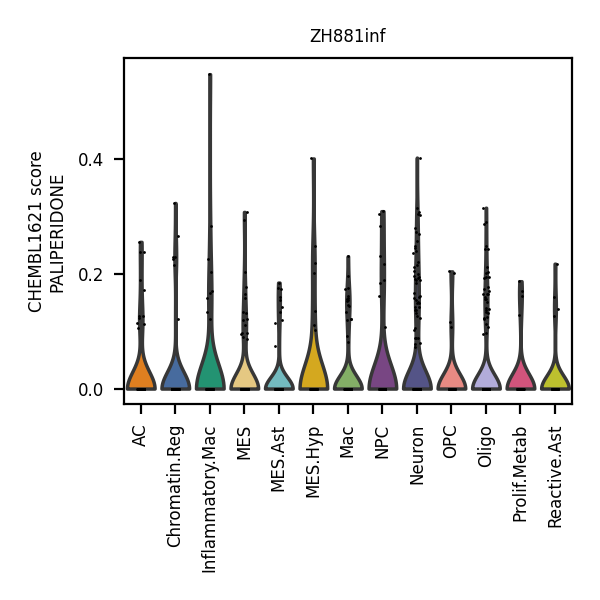 ZH881inf
CHEMBL1621 score
PALIPERIDONE
0.4
0.2
0.0
AC
Chromatin.Reg
Inflammatory.Mac
MES
MES.Ast
MES.Hyp
Mac
NPC
Neuron
OPC
Oligo
Prolif.Metab
Reactive.Ast